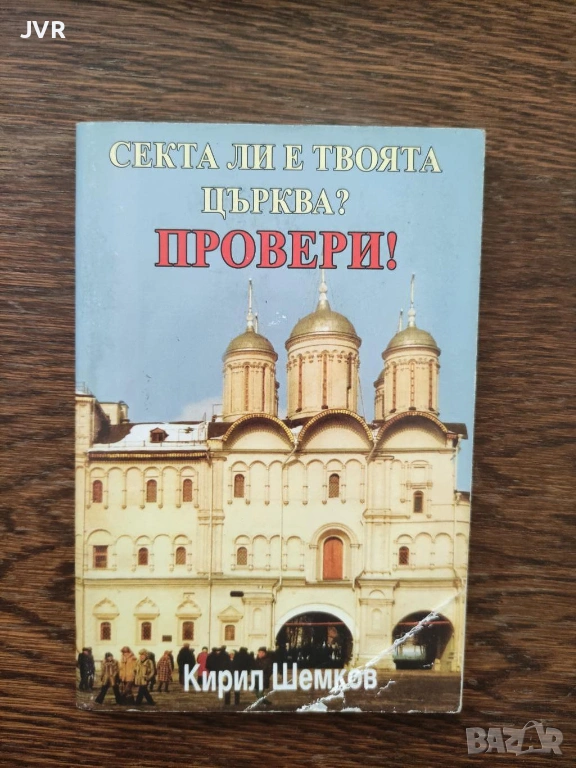 JVR
СЕКТА ЛИ Е ТВОЯТА
ЦЪРКВА?
ПРОВЕРИ!
Кирил Шемков
BAZAR